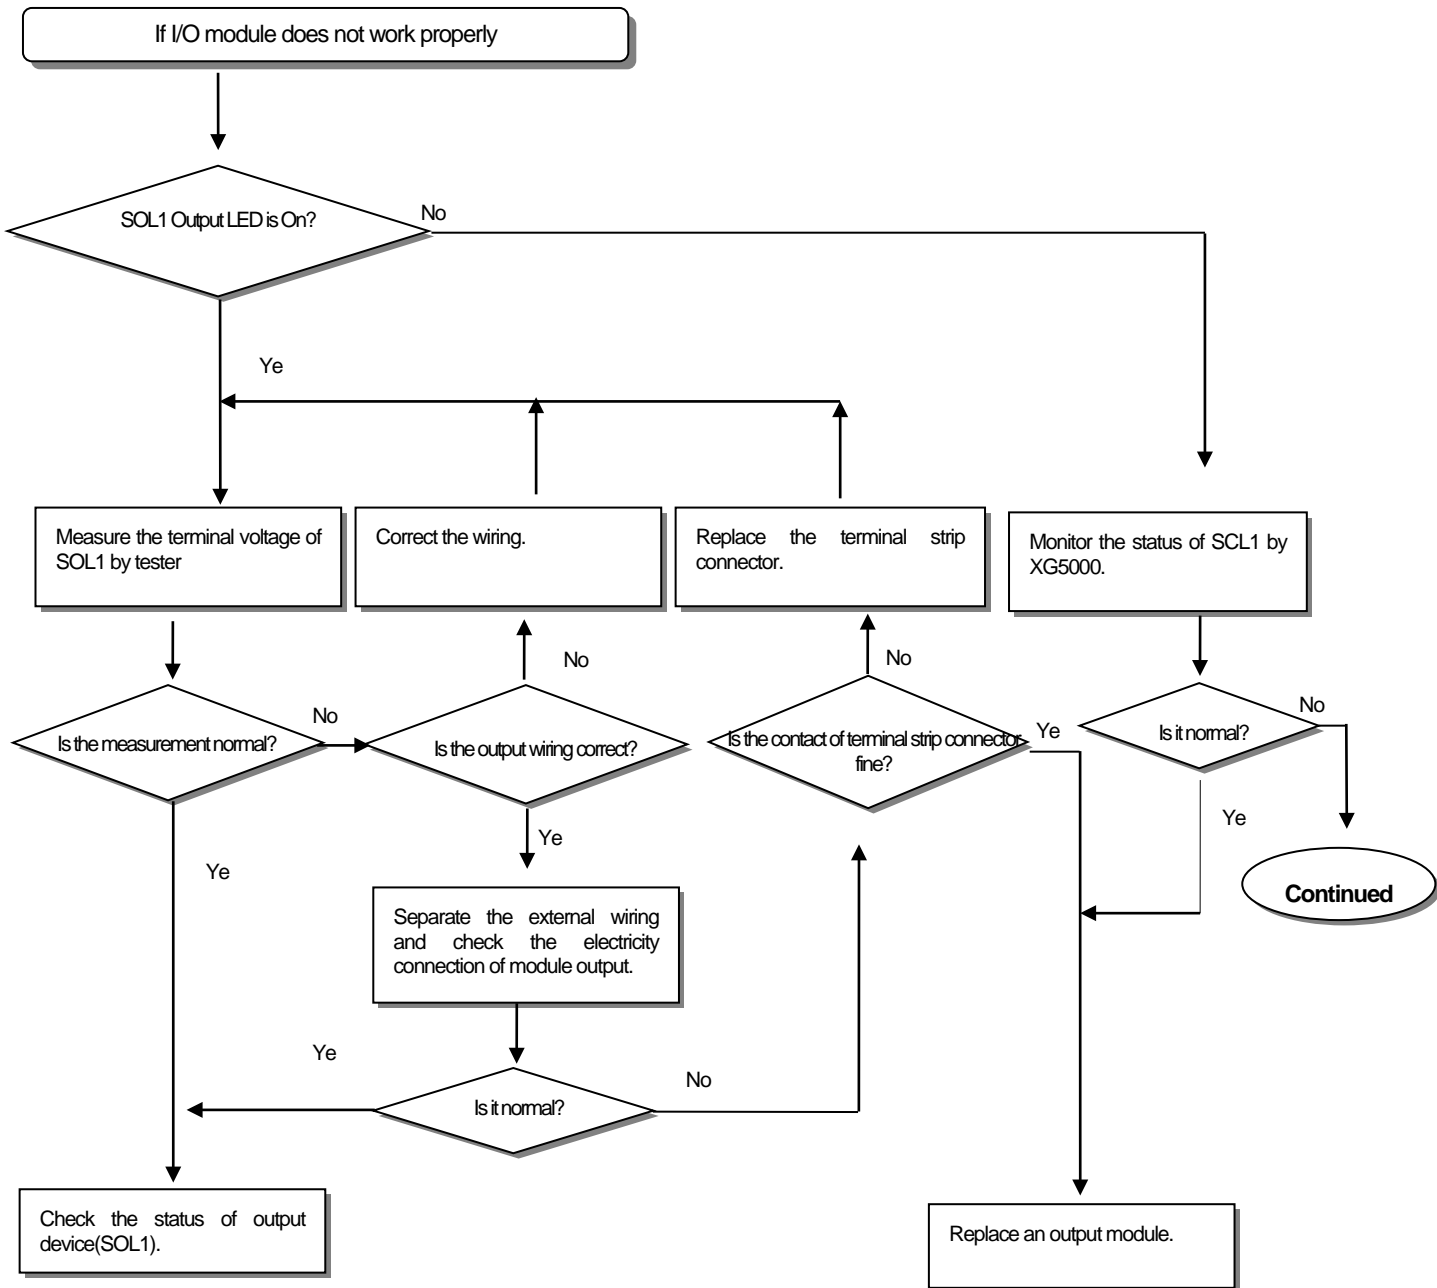 If I/O module does not work properly
SOL1 Output LED is On?
No
Ye
Measure the terminal voltage of
SOL1 by tester
Correct the wiring.
Replace the terminal strip
connector.
Monitor the status of SCL1 by
XG5000.
No
No
Is the measurement normal?
No
Is the output wiring correct?
Is the contact of terminal strip connector
fine?
Ye
Is it normal?
No
Ye
Ye
Ye
Continued
Separate the external wiring
and check the electricity
connection of module output.
Ye
Is it normal?
No
Check the status of output
device(SOL1).
Replace an output module.